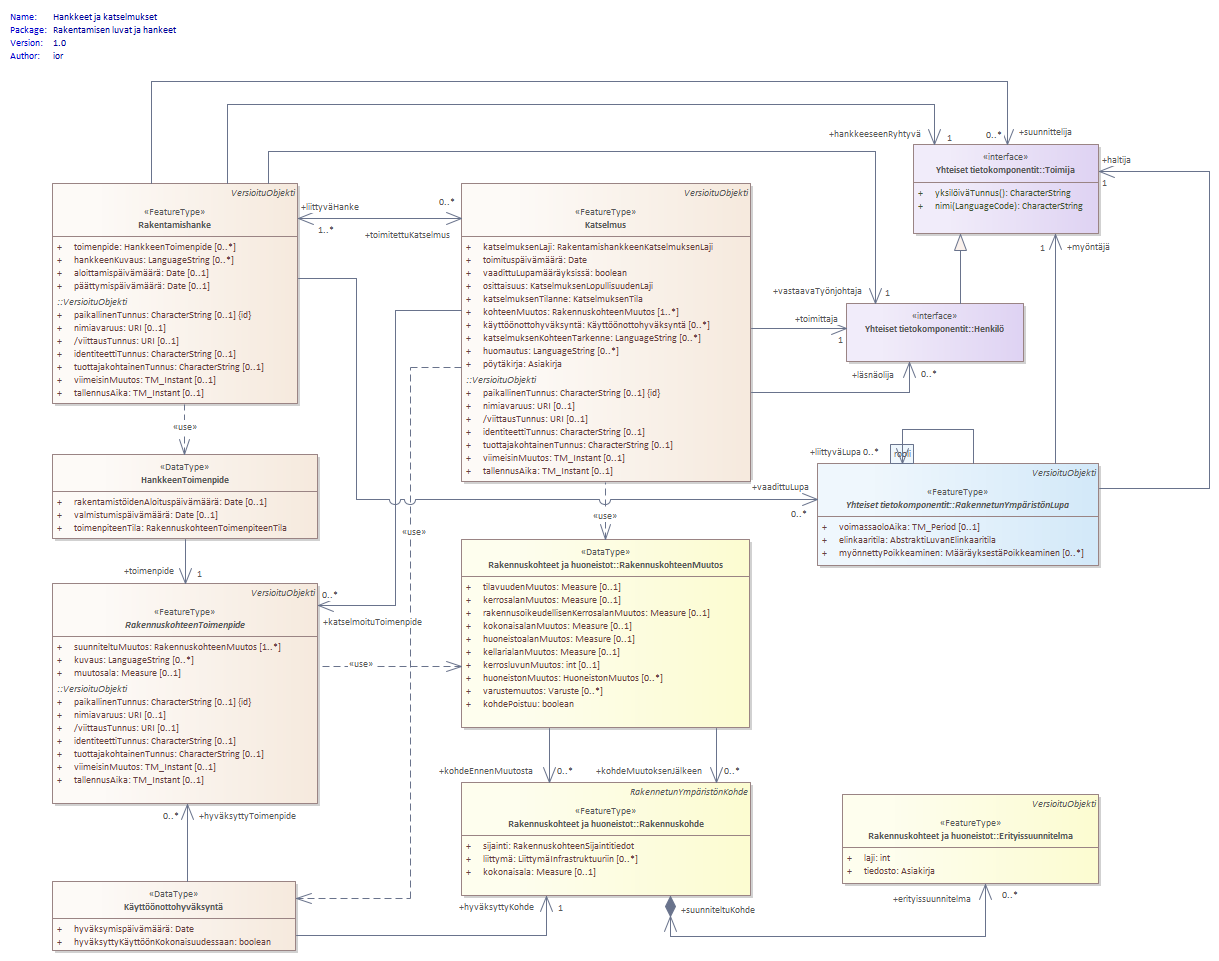 Name: Hankkeet ja katselmukset
Package: Rakentamisen luvat ja hankeet
Version: 1.0
Author: ior
+hankkeeseenRyhtyvä
1
0..*
+suunnittelija
«interface»
Yhteiset tietokomponentit::Toimija
+ yksilöiväTunnus(): CharacterString
+ nimi(LanguageCode): CharacterString
+haltija
1
VersioituObjekti
«FeatureType»
Rakentamishanke
+ toimenpide: HankkeenToimenpide [0..*]
+ hankkeenKuvaus: LanguageString [0..*]
+ aloittamispäivämäärä: Date [0..1]
+ päättymispäivämäärä: Date [0..1]
::VersioituObjekti
+ paikallinenTunnus: CharacterString [0..1] {id}
+ nimiavaruus: URI [0..1]
+ /viittausTunnus: URI [0..1]
+ identiteettiTunnus: CharacterString [0..1]
+ tuottajakohtainenTunnus: CharacterString [0..1]
+ viimeisinMuutos: TM_Instant [0..1]
+ tallennusAika: TM_Instant [0..1]
+liittyväHanke
1..*
0..*
+toimitettuKatselmus
VersioituObjekti
«FeatureType»
Katselmus
+ katselmuksenLaji: RakentamishankkeenKatselmuksenLaji
+ toimituspäivämäärä: Date
+ vaadittuLupamääräyksissä: boolean
+ osittaisuus: KatselmuksenLopullisuudenLaji
+ katselmuksenTilanne: KatselmuksenTila
+ kohteenMuutos: RakennuskohteenMuutos [1..*]
+ käyttöönottohyväksyntä: Käyttöönottohyväksyntä [0..*]
+ katselmuksenKohteenTarkenne: LanguageString [0..*]
+ huomautus: LanguageString [0..*]
+ pöytäkirja: Asiakirja
::VersioituObjekti
+ paikallinenTunnus: CharacterString [0..1] {id}
+ nimiavaruus: URI [0..1]
+ /viittausTunnus: URI [0..1]
+ identiteettiTunnus: CharacterString [0..1]
+ tuottajakohtainenTunnus: CharacterString [0..1]
+ viimeisinMuutos: TM_Instant [0..1]
+ tallennusAika: TM_Instant [0..1]
1
+myöntäjä
+vastaavaTyönjohtaja
1
+toimittaja
1
«interface»
Yhteiset tietokomponentit::Henkilö
+läsnäolija
0..*
+liittyväLupa 0..*
rooli
VersioituObjekti
«FeatureType»
Yhteiset tietokomponentit::RakennetunYmpäristönLupa
+ voimassaoloAika: TM_Period [0..1]
+ elinkaaritila: AbstraktiLuvanElinkaaritila
+ myönnettyPoikkeaminen: MääräyksestäPoikkeaminen [0..*]
+vaadittuLupa
0..*
«use»
«DataType»
HankkeenToimenpide
+ rakentamistöidenAloituspäivämäärä: Date [0..1]
+ valmistumispäivämäärä: Date [0..1]
+ toimenpiteenTila: RakennuskohteenToimenpiteenTila
«use»
«use»
«DataType»
Rakennuskohteet ja huoneistot::RakennuskohteenMuutos
+ tilavuudenMuutos: Measure [0..1]
+ kerrosalanMuutos: Measure [0..1]
+ rakennusoikeudellisenKerrosalanMuutos: Measure [0..1]
+ kokonaisalanMuutos: Measure [0..1]
+ huoneistoalanMuutos: Measure [0..1]
+ kellarialanMuutos: Measure [0..1]
+ kerrosluvunMuutos: int [0..1]
+ huoneistonMuutos: HuoneistonMuutos [0..*]
+ varustemuutos: Varuste [0..*]
+ kohdePoistuu: boolean
+toimenpide
1
0..*
+katselmoituToimenpide
VersioituObjekti
«FeatureType»
RakennuskohteenToimenpide
+ suunniteltuMuutos: RakennuskohteenMuutos [1..*]
+ kuvaus: LanguageString [0..*]
+ muutosala: Measure [0..1]
::VersioituObjekti
+ paikallinenTunnus: CharacterString [0..1] {id}
+ nimiavaruus: URI [0..1]
+ /viittausTunnus: URI [0..1]
+ identiteettiTunnus: CharacterString [0..1]
+ tuottajakohtainenTunnus: CharacterString [0..1]
+ viimeisinMuutos: TM_Instant [0..1]
+ tallennusAika: TM_Instant [0..1]
«use»
+kohdeEnnenMuutosta
0..*
+kohdeMuutoksenJälkeen
0..*
RakennetunYmpäristönKohde
«FeatureType»
Rakennuskohteet ja huoneistot::Rakennuskohde
+ sijainti: RakennuskohteenSijaintitiedot
+ liittymä: LiittymäInfrastruktuuriin [0..*]
+ kokonaisala: Measure [0..1]
VersioituObjekti
«FeatureType»
Rakennuskohteet ja huoneistot::Erityissuunnitelma
+ laji: int
+ tiedosto: Asiakirja
0..*
+hyväksyttyToimenpide
«DataType»
Käyttöönottohyväksyntä
+ hyväksymispäivämäärä: Date
+ hyväksyttyKäyttöönKokonaisuudessaan: boolean
+hyväksyttyKohde
1
+suunniteltuKohde
+erityissuunnitelma
0..*